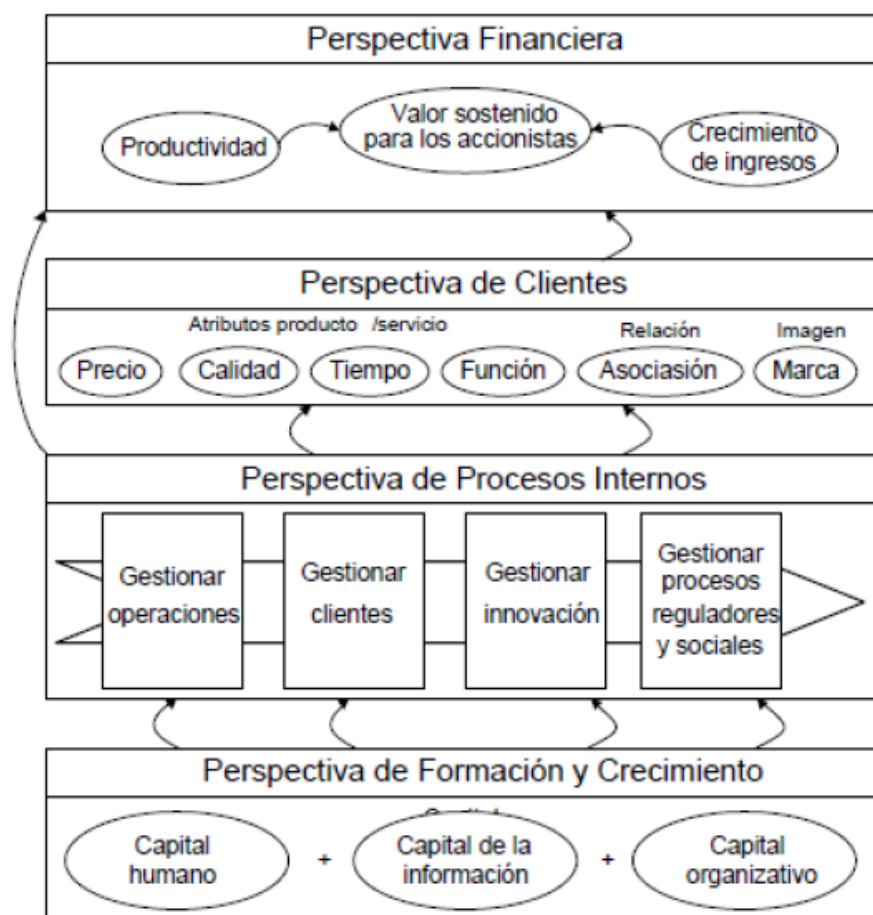 Perspectiva Financiera
Valor sostenido
para los accionistas
Productividad
Crecimiento
de ingresos
Perspectiva de Clientes
Atributos producto /servicio
Relación
Imagen
Precio
Calidad
Tiempo
Función
Asociasión
Marca
Perspectiva de Procesos Internos
Gestionar
operaciones
Gestionar
clientes
Gestionar
innovación
Gestionar
procesos
reguladores
y sociales
Perspectiva de Formación y Crecimiento
Capital
humano
+
Capital de la
información
+
Capital
organizativo